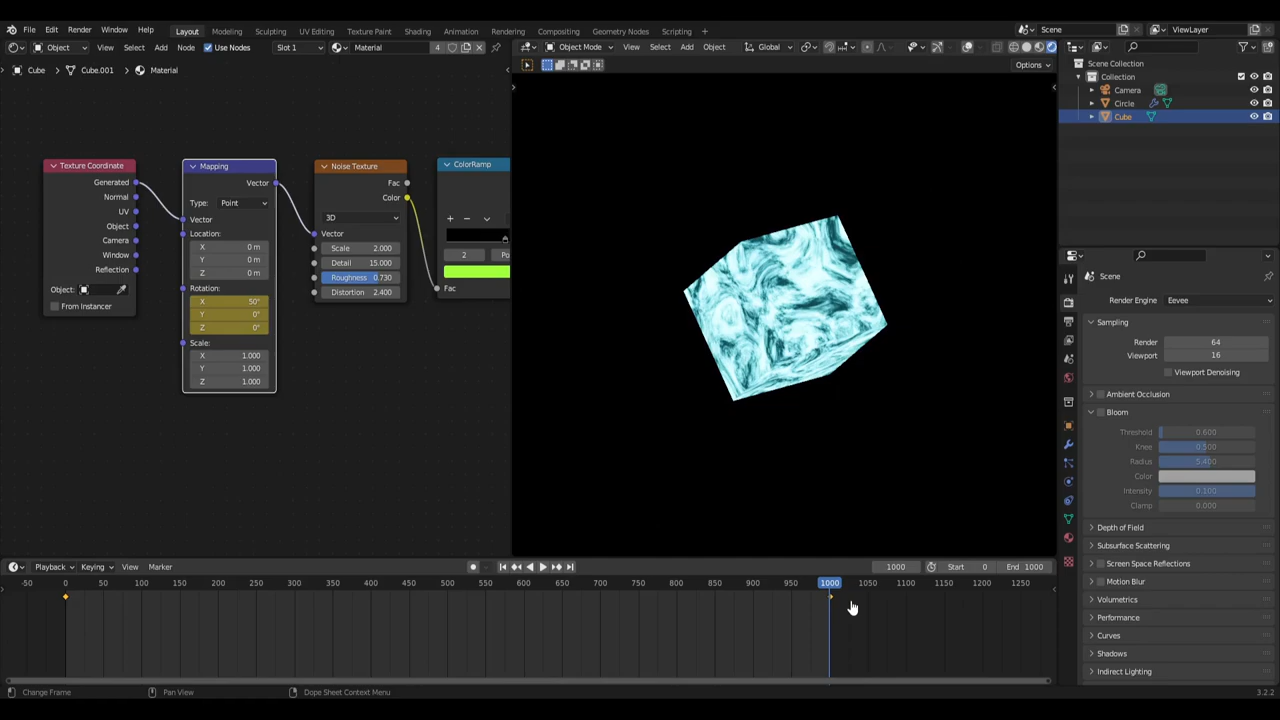 File Edit Render Window Help Layout Modeling Sculpting UV Editing Texture Paint Shading Animation Rendering Compositing Geometry Nodes Scripting Scene ViewLayer
Object View Select Add Node Use Nodes Slot 1 Material 4 Object Mode View Select Add Object Global
Options
Cube Cube.001 Material
Scene Collection
Collection
Camera
Circle
Cube
Texture Coordinate
Generated
Normal
UV
Object
Camera
Window
Reflection
Object:
From Instancer
Mapping
Vector
Type: Point
Vector
Location:
X 0 m
Y 0 m
Z 0 m
Rotation:
X 50°
Y 0°
Z 0°
Scale:
X 1.000
Y 1.000
Z 1.000
Noise Texture
Fac
Color
3D
Vector
Scale 2.000
Detail 15.000
Roughness 0.730
Distortion 2.400
ColorRamp
2 Po
Fac
Scene
Render Engine Eevee
Sampling
Render 64
Viewport 16
Viewport Denoising
Ambient Occlusion
Bloom
Threshold 0.600
Knee 0.500
Radius 5.400
Color
Intensity 0.100
Clamp 0.000
Depth of Field
Subsurface Scattering
Screen Space Reflections
Motion Blur
Volumetrics
Performance
Curves
Shadows
Indirect Lighting
Playback Keying View Marker 1000 Start 0 End 1000
-50 0 50 100 150 200 250 300 350 400 450 500 550 600 650 700 750 800 850 900 950 1000 1050 1100 1150 1200 1250
Change Frame Pan View Dope Sheet Context Menu 3.2.2